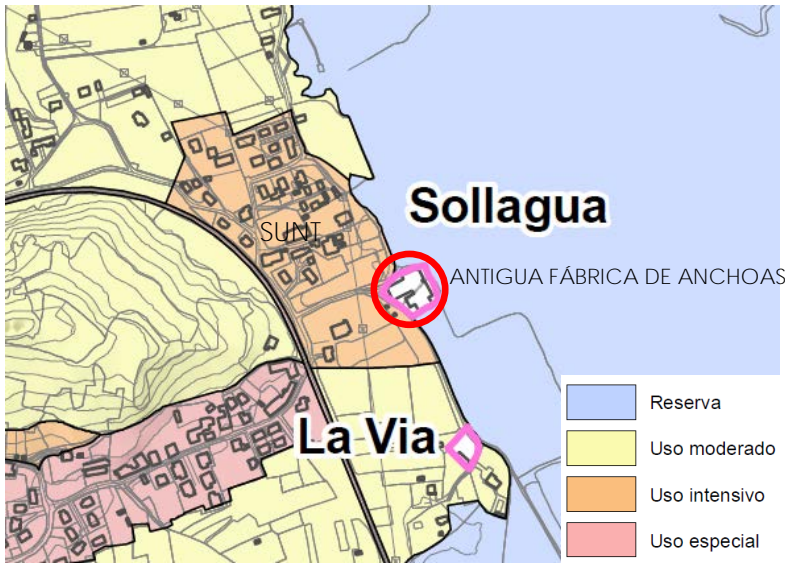 Sollagua
SUNT
ANTIGUA FÁBRICA DE ANCHOAS
La Via
Reserva
Uso moderado
Uso intensivo
Uso especial